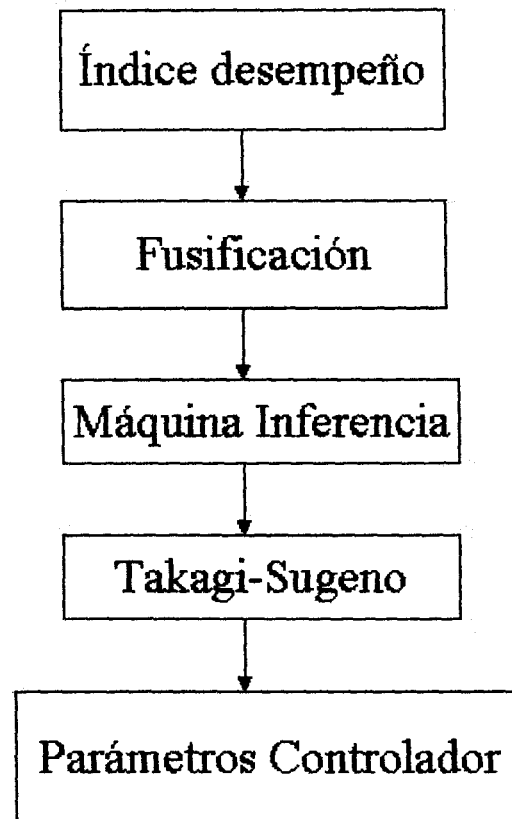 Índice desempeño
Fusificación
Máquina Inferencia
Takagi-Sugeno
Parámetros Controlador